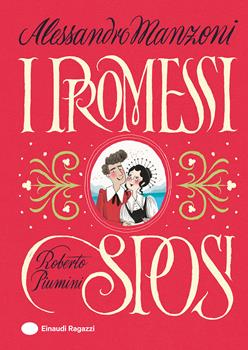 Alessandro Manzoni
I PROMESSI
SPOSI
Roberto
Piumini
Einaudi Ragazzi